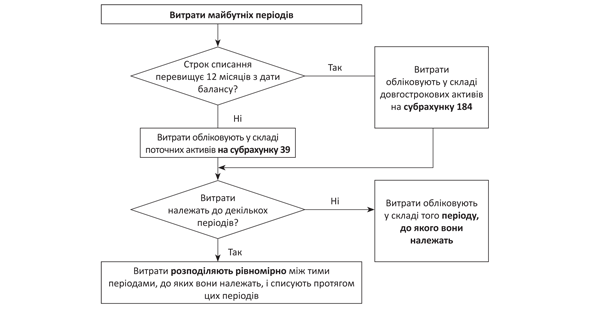 Витрати майбутніх періодів
Строк списання
перевищує 12 місяців з дати
балансу?
Так
Витрати
обліковують у складі
довгострокових активів
на субрахунку 184
Ні
Витрати обліковують у складі
поточних активів на субрахунку 39
Витрати
належать до декількох
періодів?
Ні
Витрати обліковують
у складі того періоду,
до якого вони
належать
Так
Витрати розподіляють рівномірно між тими
періодами, до яких вони належать, і списують протягом
цих періодів